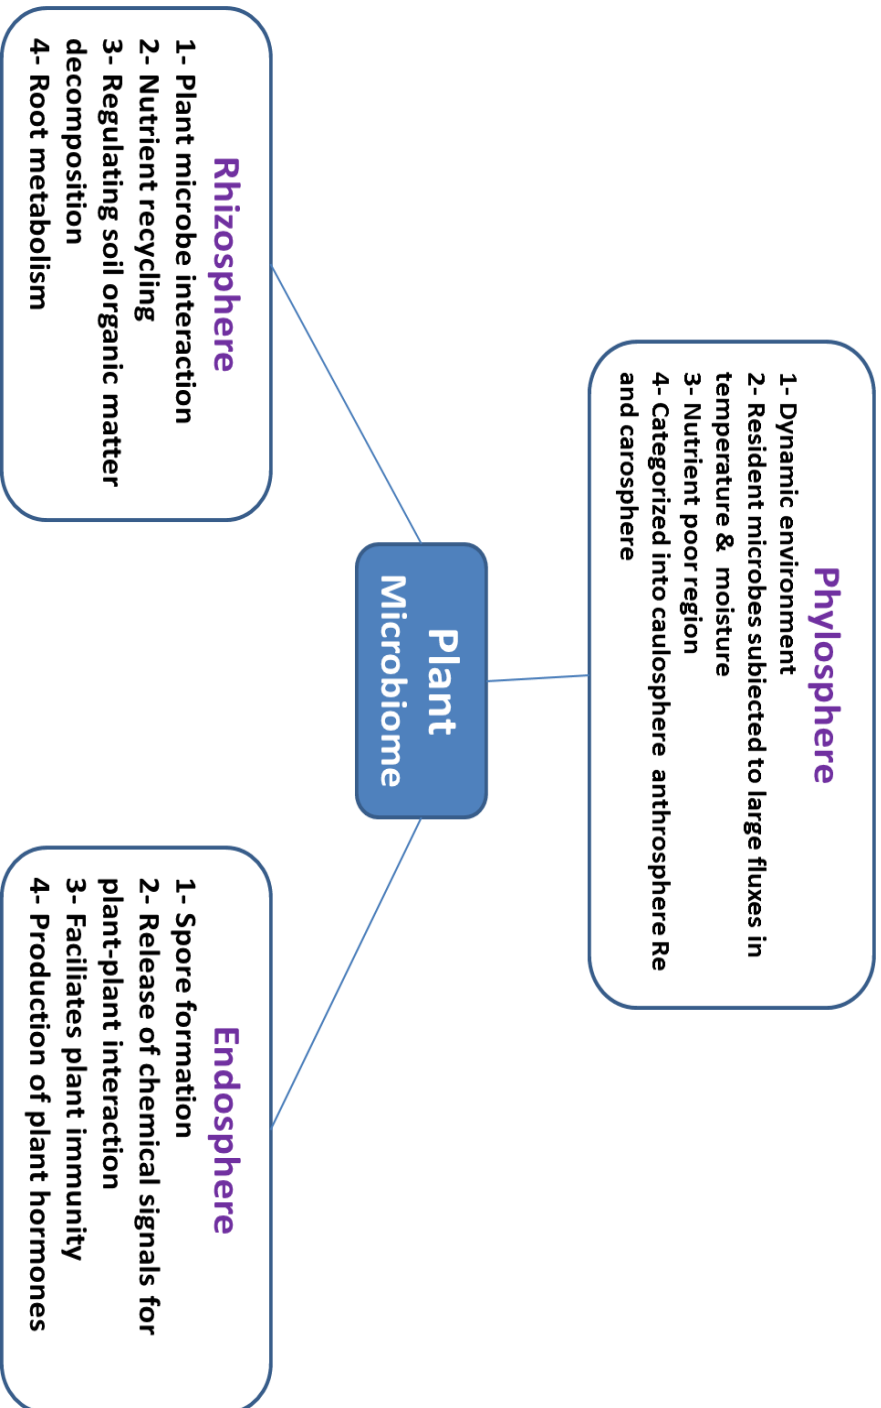 Phylosphere
1- Dynamic environment
2- Resident microbes subiected to large fluxes in
temperature & moisture
3- Nutrient poor region
4- Categorized into caulosphere anthrosphere Re
and carosphere
Plant
Microbiome
Rhizosphere
1- Plant microbe interaction
2- Nutrient recycling
3- Regulating soil organic matter
decomposition
4- Root metabolism
Endosphere
1- Spore formation
2- Release of chemical signals for
plant-plant interaction
3- Faciliates plant immunity
4- Production of plant hormones